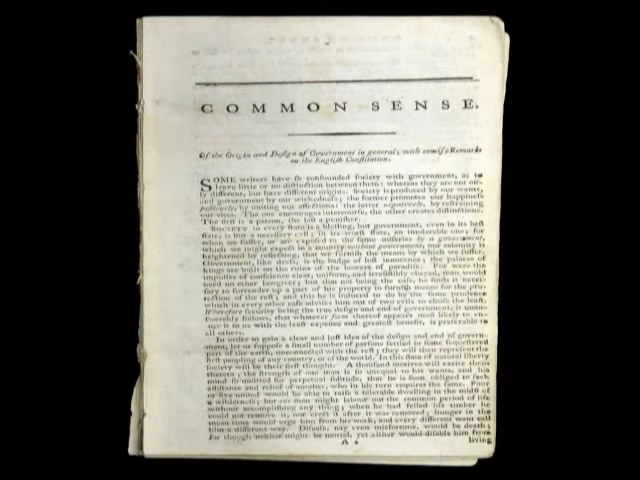 COMMON SENSE.
Of the Origin and Design of Government in general; with concise Remarks
on the English Constitution.
SOME writers have so confounded society with government, as to
leave little or no distinction between them: whereas they are not on-
ly different, but have different origins. Society is produced by our wants,
and government by our wickedness; the former promotes our happiness
positively, by uniting our affections; the latter negatively, by restraining
our vices. The one encourages intercourse, the other creates distinctions.
The first is a patron, the last a punisher.
SOCIETY in every state is a blessing, but government, even in its best
state, is but a necessary evil; in its worst state, an intolerable one; for
when we suffer, or are exposed to the same miseries by a government,
which we might expect in a country without government, our calamity is
heightened by reflecting, that we furnish the means by which we suffer.
Government, like dress, is the badge of lost innocence; the palaces of
kings are built on the ruins of the bowers of paradise. For were the
impulses of conscience clear, uniform, and irresistibly obeyed, man would
need no other lawgiver; but that not being the case, he finds it neces-
sary to surrender up a part of his property to furnish means for the pro-
tection of the rest; and this he is induced to do by the same prudence
which in every other case advises him out of two evils to chuse the least.
Wherefore security being the true design and end of government, it unan-
swerably follows, that whatever form thereof appears most likely to en-
sure it to us with the least expence and greatest benefit, is preferable to
all others.
In order to gain a clear and just idea of the design and end of govern-
ment; let us suppose a small number of persons settled in some sequestered
part of the earth, unconnected with the rest; they will then represent the
first peopling of any country, or of the world. In this state of natural liberty
society will be their first thought. A thousand motives will excite them
thereto; the strength of one man is so unequal to his wants, and his
mind so unfitted for perpetual solitude, that he is soon obliged to seek
assistance and relief of another, who in his turn requires the same. Four
or five united would be able to raise a tolerable dwelling in the midst of
a wilderness; but one man might labour out the common period of life
without accomplishing any thing; when he had felled his timber he
could not remove it, nor erect it after it was removed; hunger in the
mean time would urge him from his work, and every different want call
him a different way. Disease, nay even misfortune, would be death;
for though neither might be mortal, yet either would disable him from
A 4 living